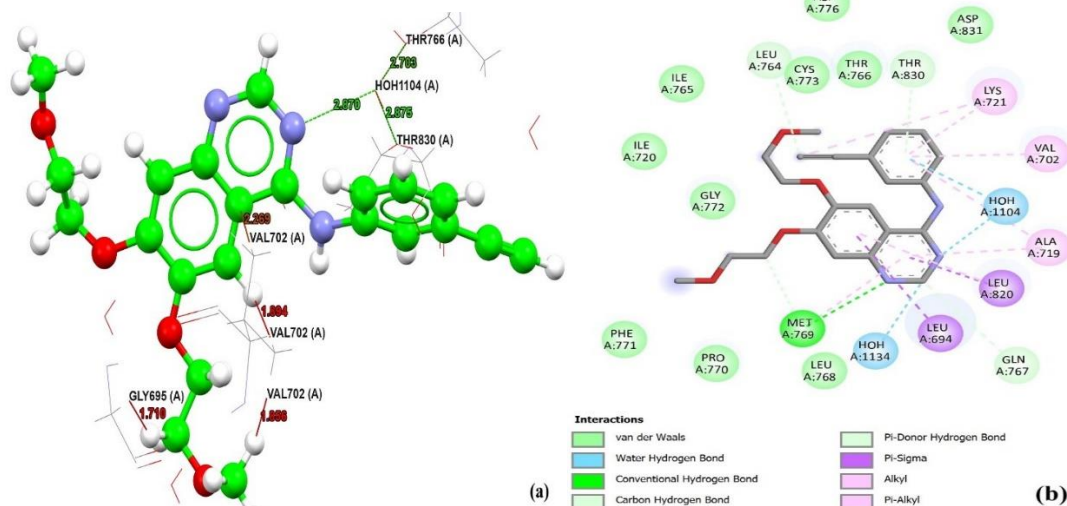 THR766 (A)
2.703
HOH1104 (A)
2.970
2.975
THR830 (A)
2.269
VAL702 (A)
1.994
VAL702 (A)
GLY695 (A)
1.710
VAL702 (A)
1.956
(a)
A:776
ASP
A:831
LEU
A:764
CYS
A:773
THR
A:766
THR
A:830
ILE
A:765
LYS
A:721
ILE
A:720
VAL
A:702
GLY
A:772
HOH
A:1104
ALA
A:719
LEU
A:820
MET
A:769
LEU
A:694
PHE
A:771
PRO
A:770
LEU
A:768
HOH
A:1134
GLN
A:767
Interactions
van der Waals
Water Hydrogen Bond
Conventional Hydrogen Bond
Carbon Hydrogen Bond
Pi-Donor Hydrogen Bond
Pi-Sigma
Alkyl
Pi-Alkyl
(b)